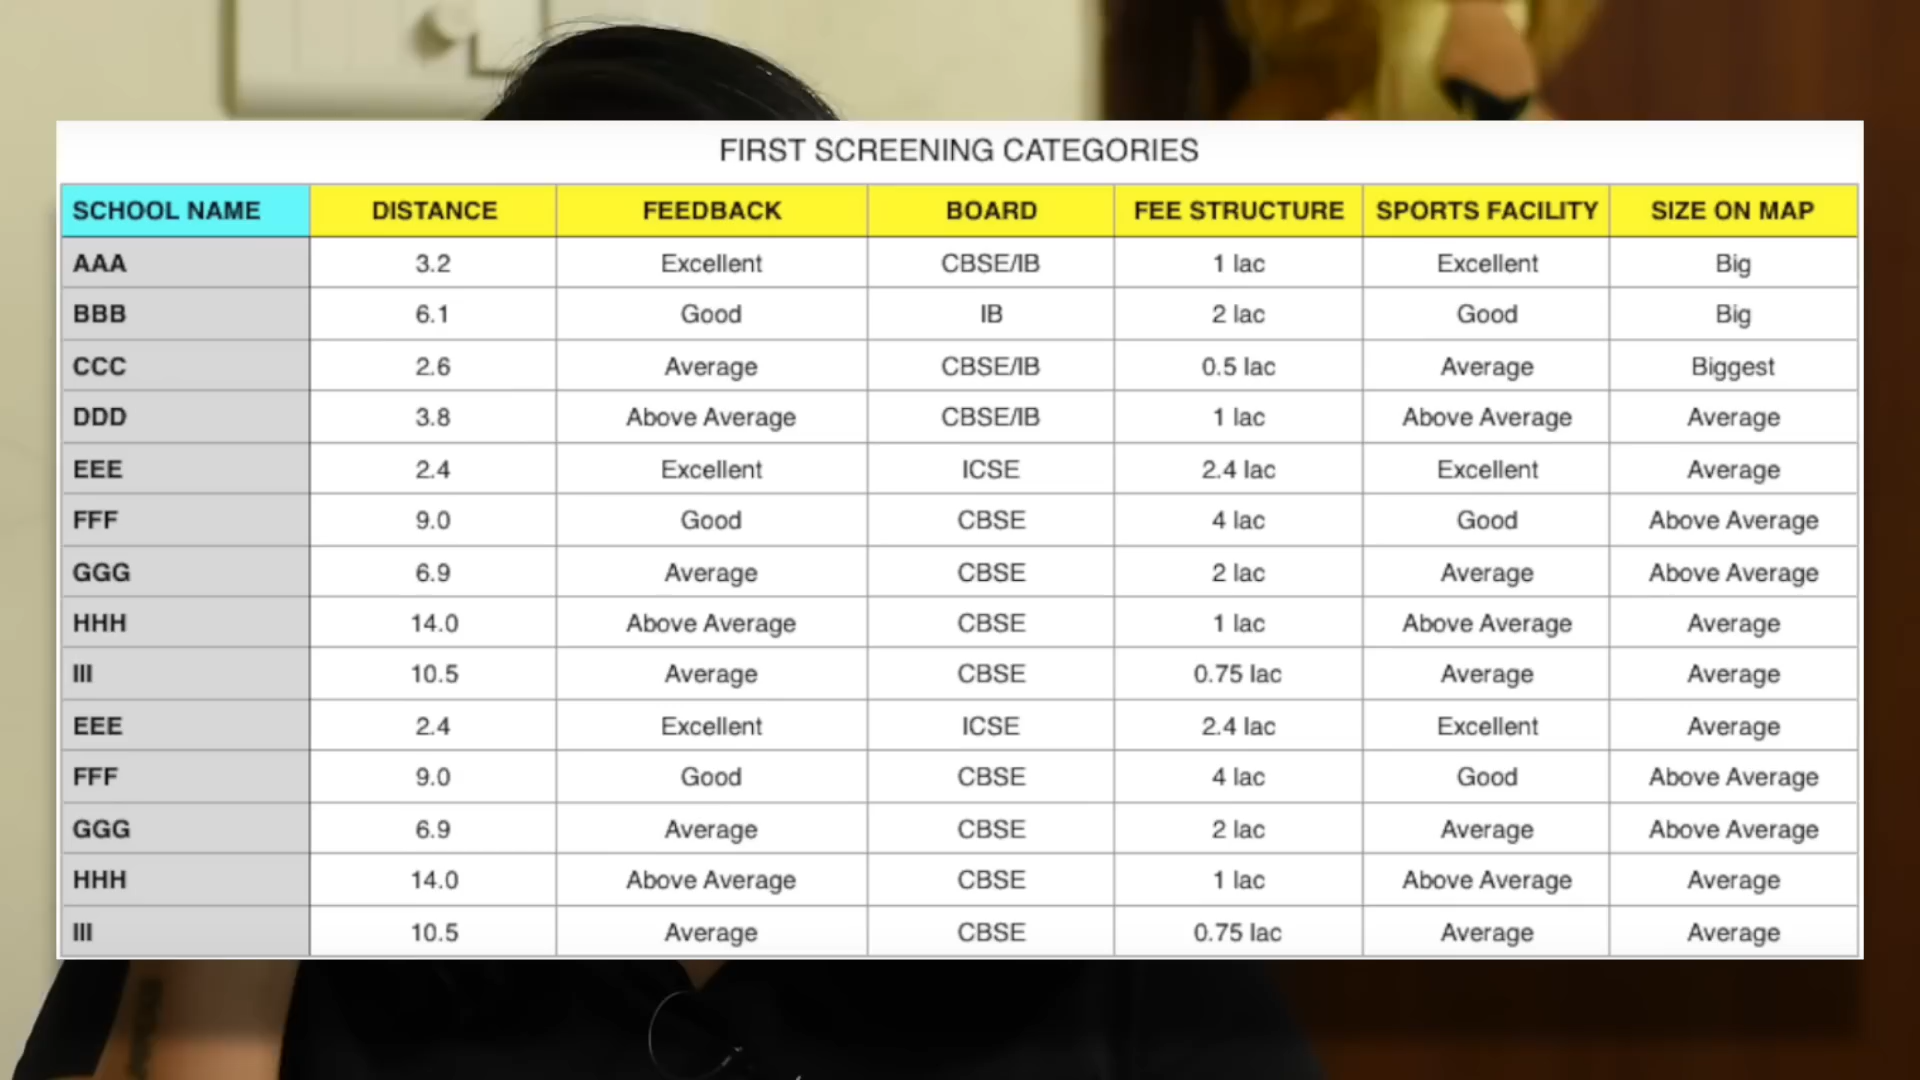 FIRST SCREENING CATEGORIES
SCHOOL NAME DISTANCE FEEDBACK BOARD FEE STRUCTURE SPORTS FACILITY SIZE ON MAP
AAA 3.2 Excellent CBSE/IB 1 lac Excellent Big
BBB 6.1 Good IB 2 lac Good Big
CCC 2.6 Average CBSE/IB 0.5 lac Average Biggest
DDD 3.8 Above Average CBSE/IB 1 lac Above Average Average
EEE 2.4 Excellent ICSE 2.4 lac Excellent Average
FFF 9.0 Good CBSE 4 lac Good Above Average
GGG 6.9 Average CBSE 2 lac Average Above Average
HHH 14.0 Above Average CBSE 1 lac Above Average Average
III 10.5 Average CBSE 0.75 lac Average Average
EEE 2.4 Excellent ICSE 2.4 lac Excellent Average
FFF 9.0 Good CBSE 4 lac Good Above Average
GGG 6.9 Average CBSE 2 lac Average Above Average
HHH 14.0 Above Average CBSE 1 lac Above Average Average
III 10.5 Average CBSE 0.75 lac Average Average